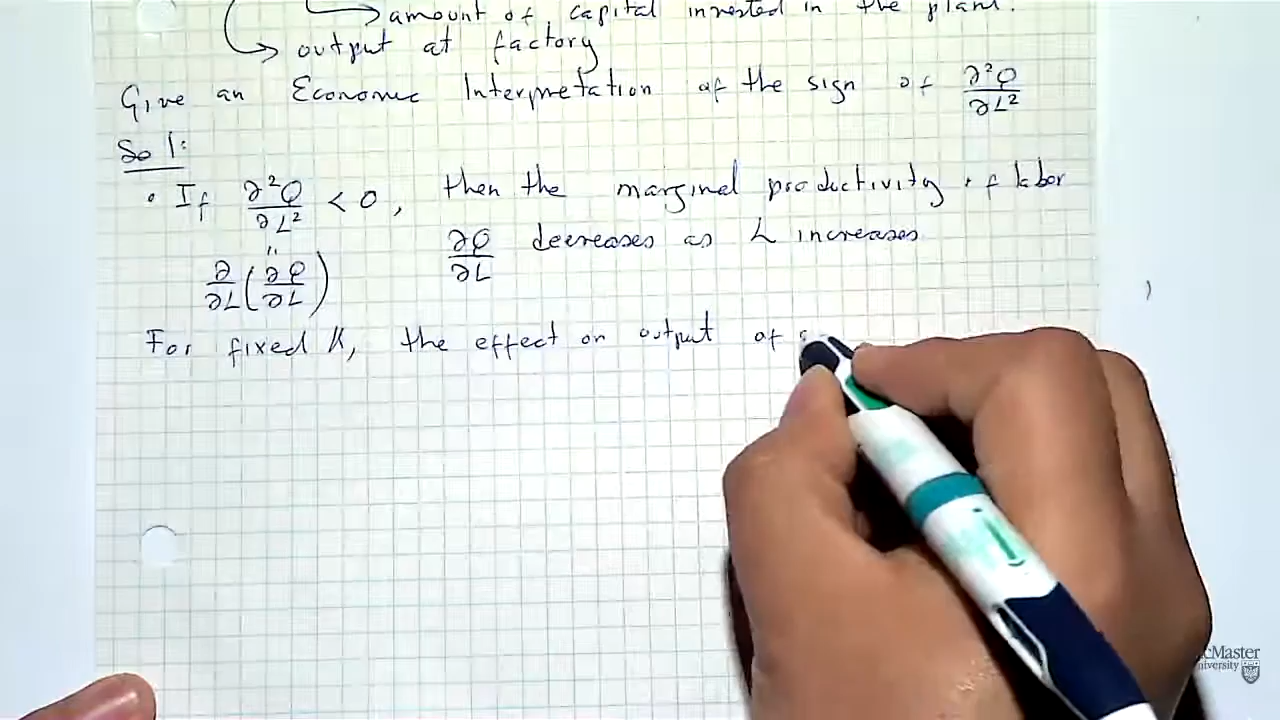 amount of capital invested in the plant.
output at factory
Give an Economic Interpretation of the sign of ∂²Q/∂L²
Sol:
• If ∂²Q/∂L² < 0, then the marginal productivity of labor
∂Q/∂L decreases as L increases
" ∂/∂L (∂Q/∂L)
For fixed K, the effect on output of
McMaster
University